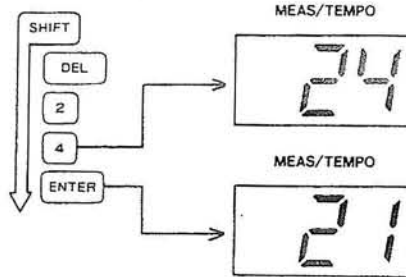 SHIFT
DEL
2
4
ENTER
MEAS/TEMPO
24
MEAS/TEMPO
21